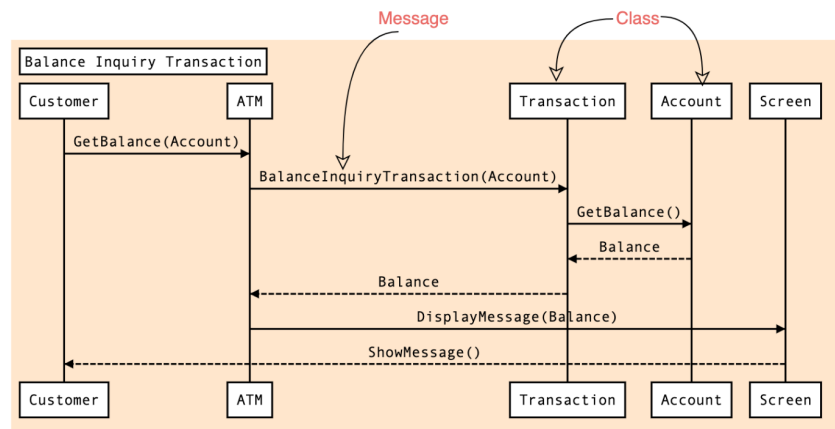 Message
Class
Balance Inquiry Transaction
Customer
ATM
Transaction
Account
Screen
GetBalance(Account)
BalanceInquiryTransaction(Account)
GetBalance()
Balance
Balance
DisplayMessage(Balance)
ShowMessage()
Customer
ATM
Transaction
Account
Screen